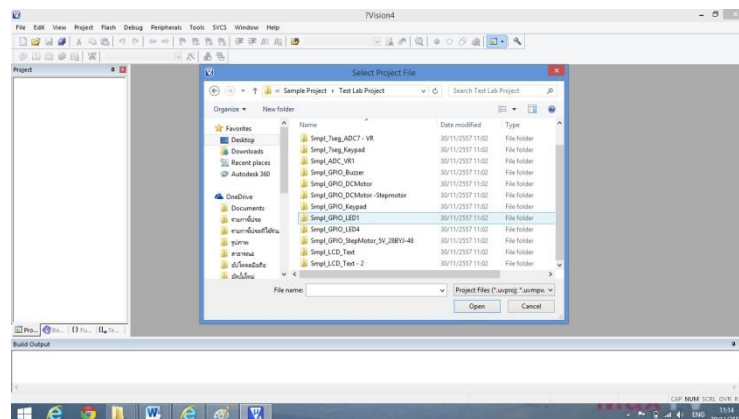 ?Vision4
File Edit View Project Flash Debug Peripherals Tools SVCS Window Help
Project
Select Project File
Sample Project Test Lab Project
Search Test Lab Project
Organize New folder
Name Date modified Type
Favorites
Desktop
Downloads
Recent places
Autodesk 360
OneDrive
Documents
Smpl_7seg_ADC7 - VR 30/11/2557 11:02 File folder
Smpl_7seg_Keypad 30/11/2557 11:02 File folder
Smpl_ADC_VR1 30/11/2557 11:02 File folder
Smpl_GPIO_Buzzer 30/11/2557 11:02 File folder
Smpl_GPIO_DCMotor 30/11/2557 11:02 File folder
Smpl_GPIO_DCMotor -Stepmotor 30/11/2557 11:02 File folder
Smpl_GPIO_Keypad 30/11/2557 11:02 File folder
Smpl_GPIO_LED1 30/11/2557 11:02 File folder
Smpl_GPIO_LED4 30/11/2557 11:02 File folder
Smpl_GPIO_StepMotor_5V_28BYJ-48 30/11/2557 11:02 File folder
Smpl_LCD_Text 30/11/2557 11:02 File folder
Smpl_LCD_Text - 2 30/11/2557 11:02 File folder
File name:
Project Files (*.uvproj; *.uvmpw
Open Cancel
Pro... Bo... {} Fu... Te...
Build Output
CAP NUM SCRL OVR R
ENG 11:14